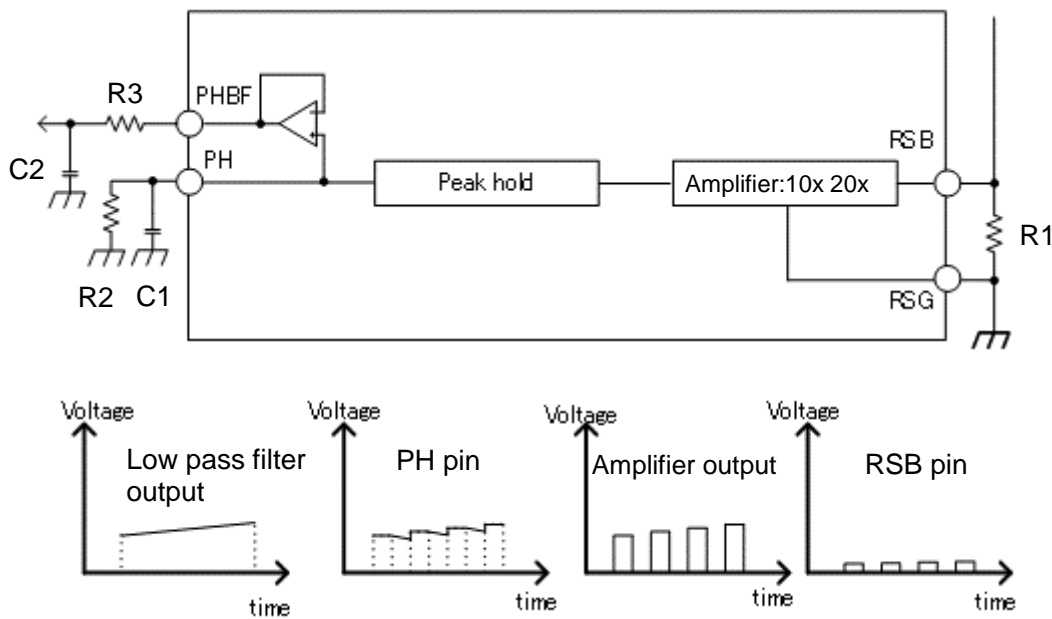 R3
PHBF
RSB
C2
PH
Peak hold
Amplifier:10x 20x
R1
R2
C1
RSG
Voltage
Low pass filter
output
time
Voltage
PH pin
time
Voltage
Amplifier output
time
Voltage
RSB pin
time